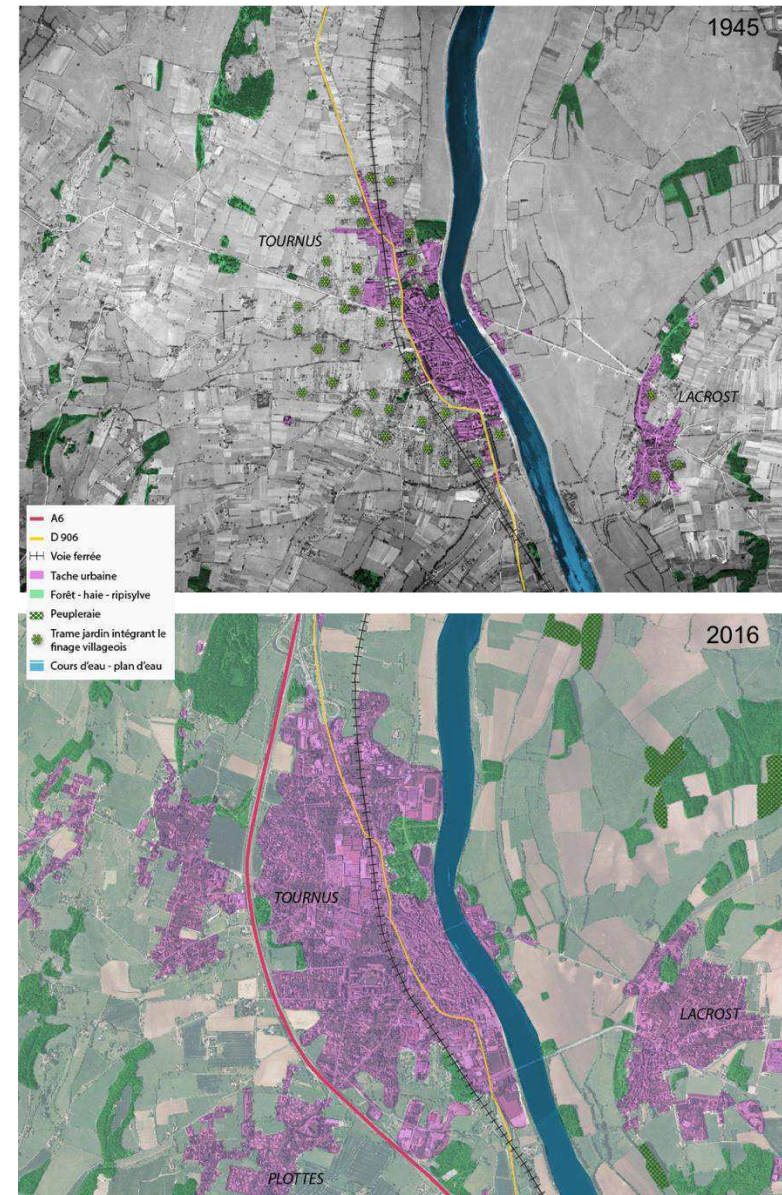 1945
TOURNUS
LACROST
A6
D 906
Voie ferrée
Tache urbaine
Forêt - haie - ripisylve
Peupleraie
Trame jardin intégrant le
finage villageois
Cours d'eau - plan d'eau
2016
TOURNUS
LACROST
PLOTTES